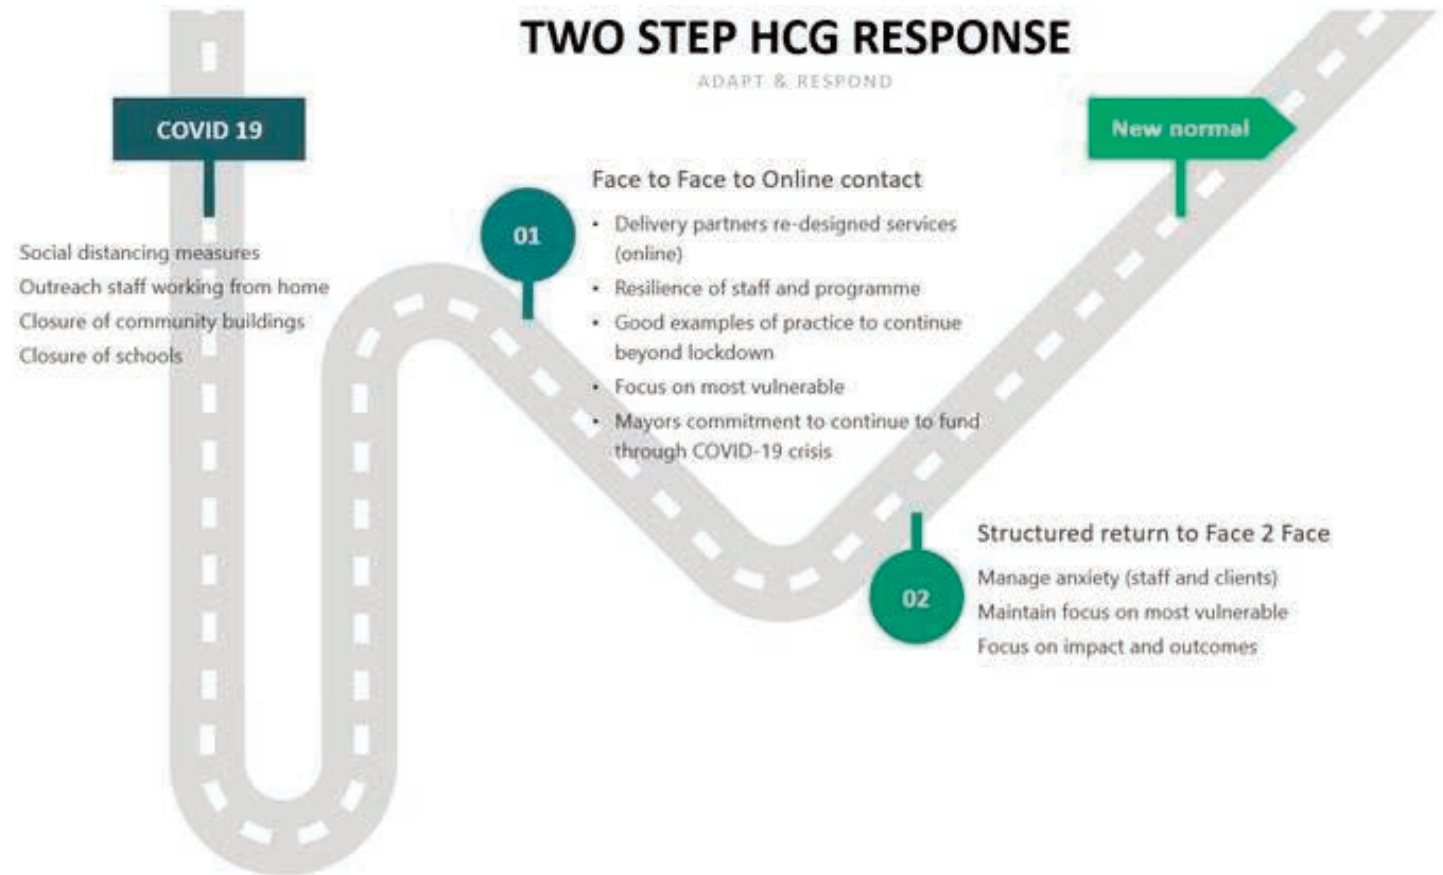 TWO STEP HCG RESPONSE
ADAPT & RESPOND
COVID 19
Social distancing measures
Outreach staff working from home
Closure of community buildings
Closure of schools
01
Face to Face to Online contact
• Delivery partners re-designed services
(online)
• Resilience of staff and programme
• Good examples of practice to continue
beyond lockdown
• Focus on most vulnerable
• Mayors commitment to continue to fund
through COVID-19 crisis
02
Structured return to Face 2 Face
Manage anxiety (staff and clients)
Maintain focus on most vulnerable
Focus on impact and outcomes
New normal